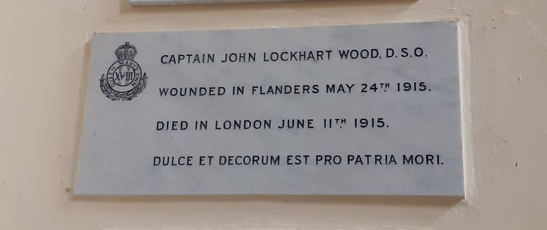 CAPTAIN JOHN LOCKHART WOOD, D.S.O.
WOUNDED IN FLANDERS MAY 24TH 1915.
DIED IN LONDON JUNE 11TH 1915.
DULCE ET DECORUM EST PRO PATRIA MORI.
XVIII